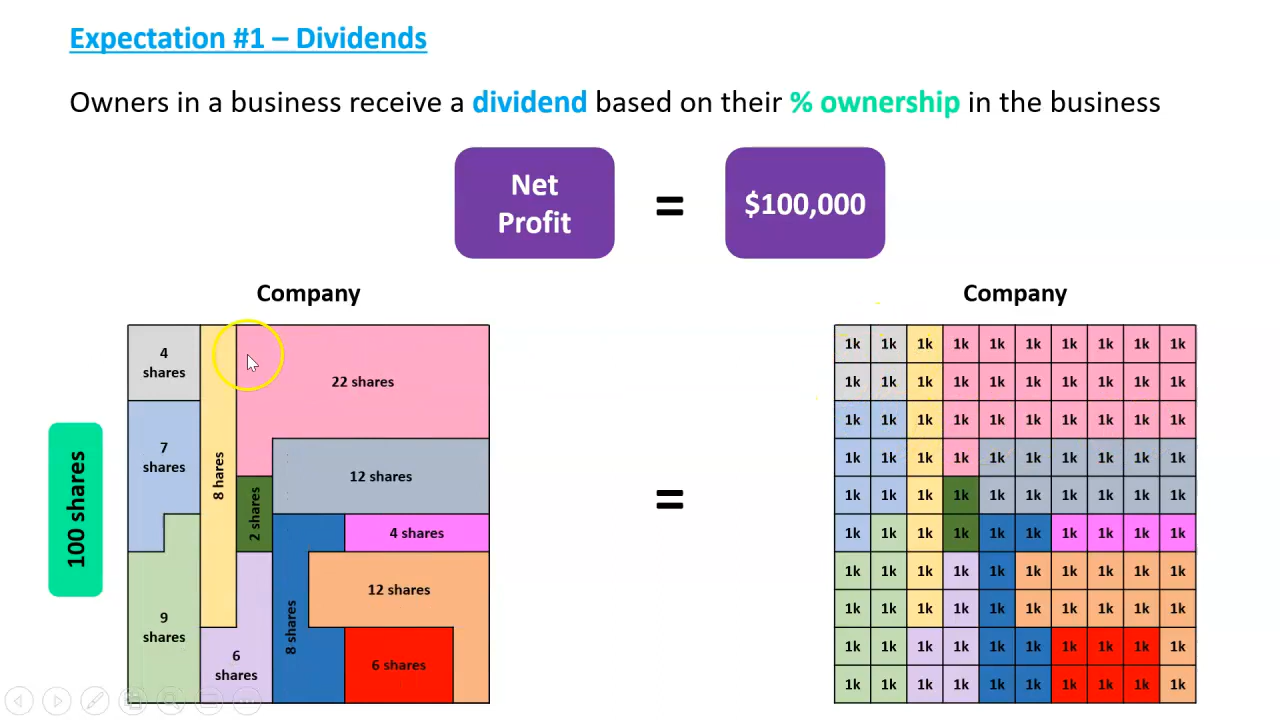 Expectation #1 – Dividends
Owners in a business receive a dividend based on their % ownership in the business
Net
Profit
=
$100,000
Company
Company
100 shares
4
shares
7
shares
9
shares
8 hares
6
shares
22 shares
2 shares
12 shares
8 shares
4 shares
12 shares
6 shares
=
1k 1k 1k 1k 1k 1k 1k 1k 1k 1k
1k 1k 1k 1k 1k 1k 1k 1k 1k 1k
1k 1k 1k 1k 1k 1k 1k 1k 1k 1k
1k 1k 1k 1k 1k 1k 1k 1k 1k 1k
1k 1k 1k 1k 1k 1k 1k 1k 1k 1k
1k 1k 1k 1k 1k 1k 1k 1k 1k 1k
1k 1k 1k 1k 1k 1k 1k 1k 1k 1k
1k 1k 1k 1k 1k 1k 1k 1k 1k 1k
1k 1k 1k 1k 1k 1k 1k 1k 1k 1k
1k 1k 1k 1k 1k 1k 1k 1k 1k 1k